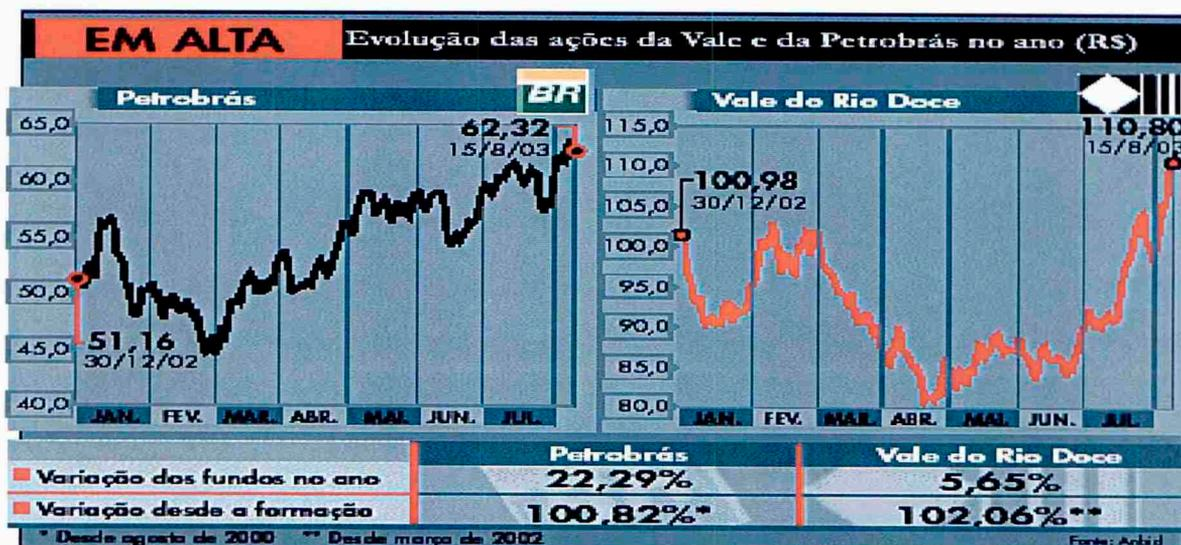 EM ALTA
Evolução das ações da Vale e da Petrobrás no ano (R$)
Petrobrás
BR
65,0
60,0
55,0
50,0
45,0
40,0
62,32
15/8/03
51,16
30/12/02
JAN. FEV. MAR. ABR. MAI. JUN. JUL.
Vale do Rio Doce
115,0
110,0
105,0
100,0
95,0
90,0
85,0
80,0
110,80
15/8/03
100,98
30/12/02
JAN. FEV. MAR. ABR. MAI. JUN. JUL.
Petrobrás Vale do Rio Doce
Variação dos fundos no ano 22,29% 5,65%
Variação desde a formação 100,82%* 102,06%**
* Desde agosto de 2000 ** Desde março de 2002
Fonte: Anbid